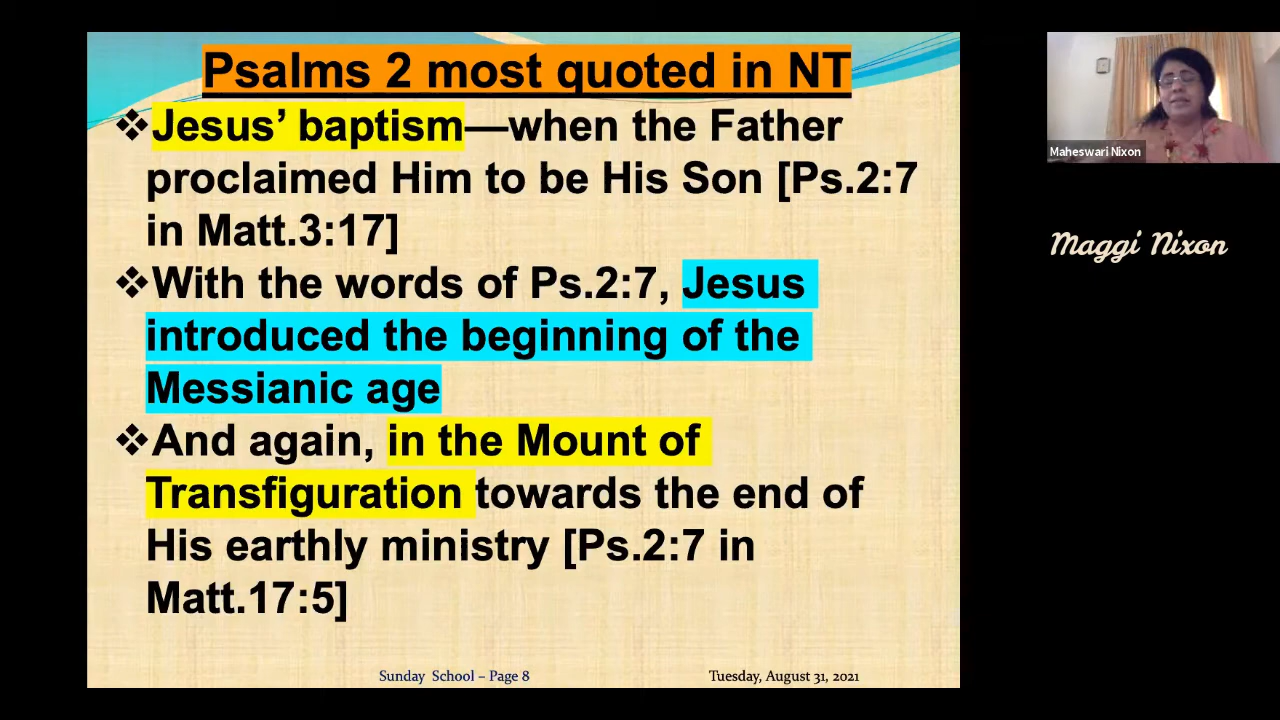 Psalms 2 most quoted in NT
❖Jesus’ baptism—when the Father
proclaimed Him to be His Son [Ps.2:7
in Matt.3:17]
❖With the words of Ps.2:7, Jesus
introduced the beginning of the
Messianic age
❖And again, in the Mount of
Transfiguration towards the end of
His earthly ministry [Ps.2:7 in
Matt.17:5]
Sunday School – Page 8
Tuesday, August 31, 2021
Maheswari Nixon
Maggi Nixon